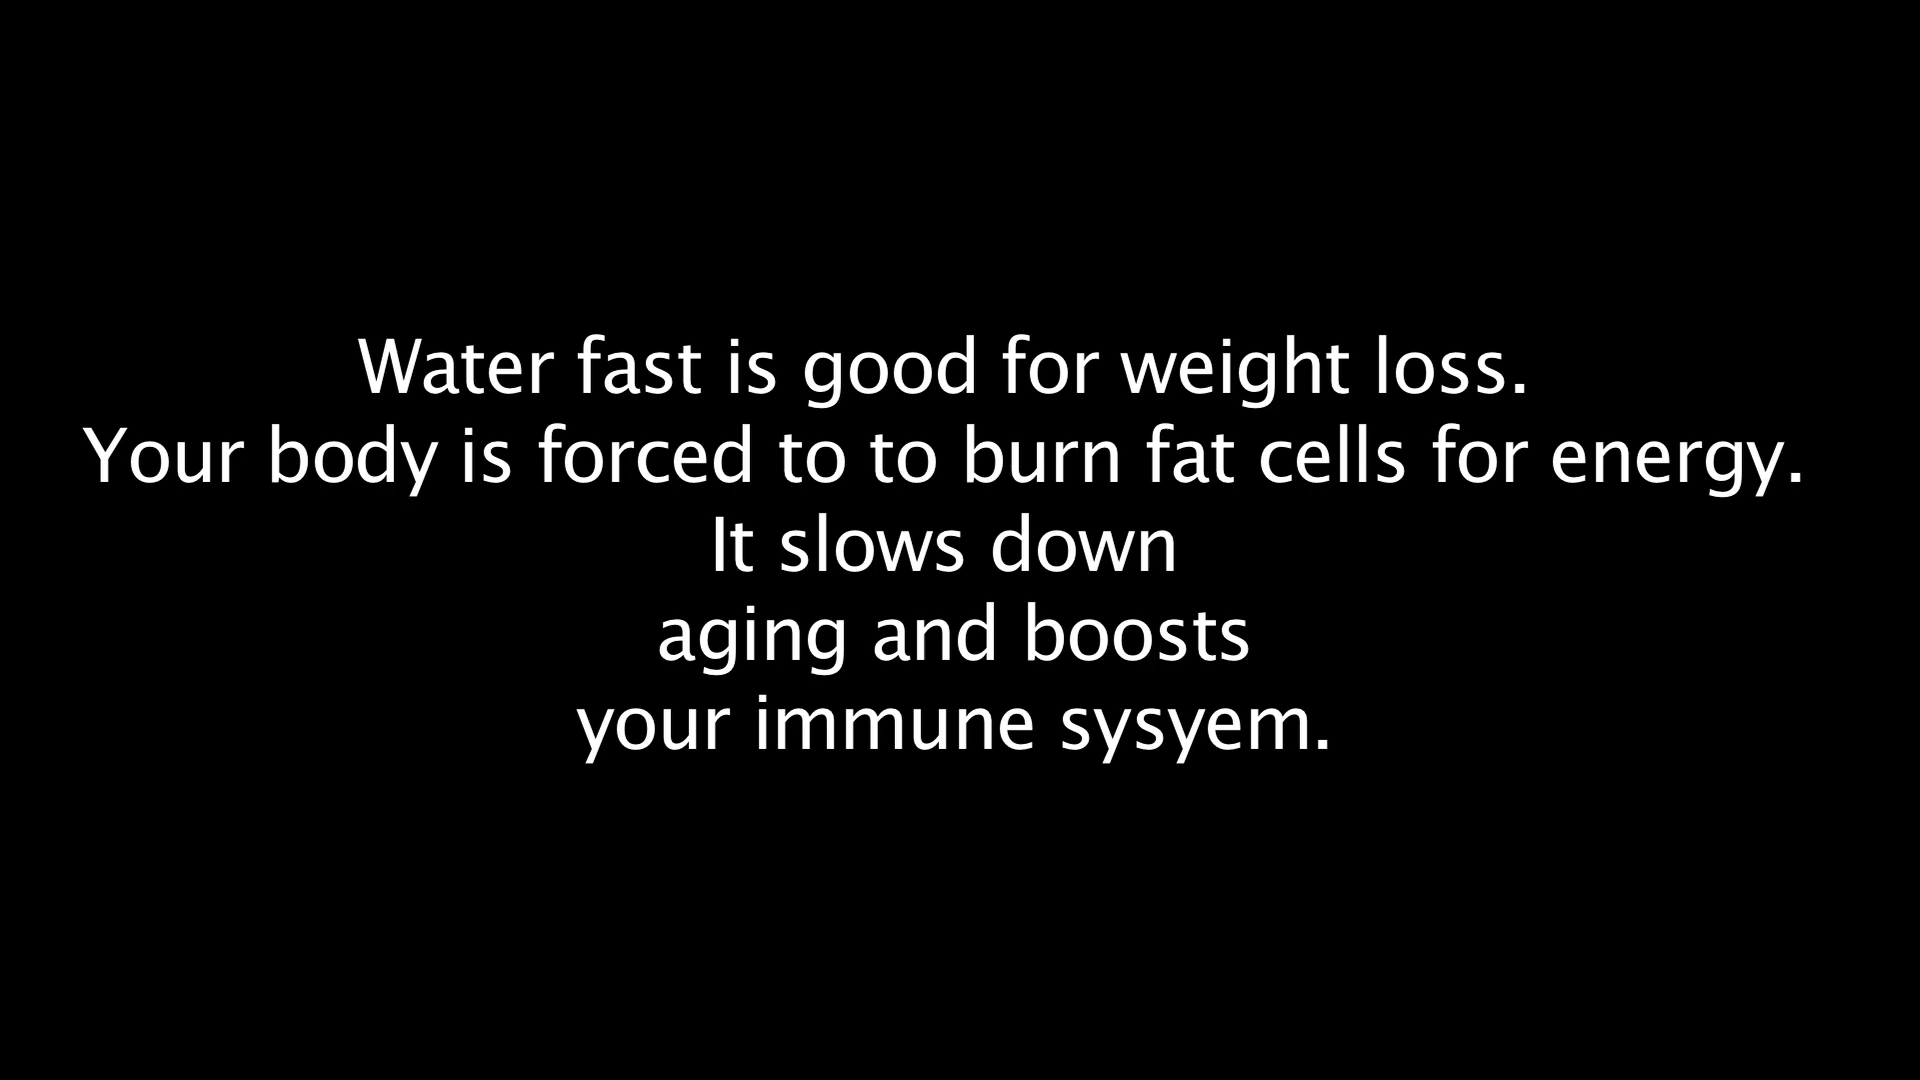 Water fast is good for weight loss.
Your body is forced to to burn fat cells for energy.
It slows down
aging and boosts
your immune sysyem.